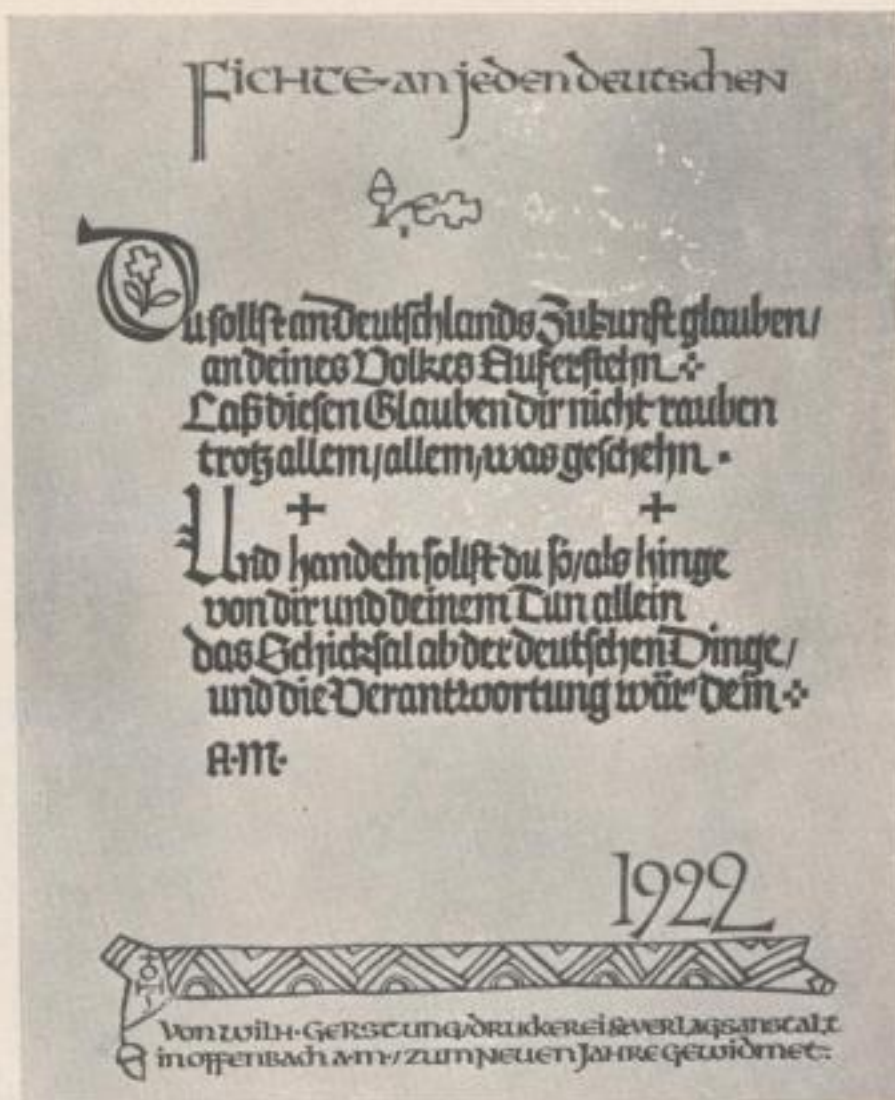 FICHTE an jeden deutschen
Du sollst an Deutschlands Zukunft glauben/
an deines Volkes Auferstehn
Laß diesen Glauben dir nicht rauben
trotz allem/allem, was geschehn.
Und handeln sollst du so/als hinge
von dir und deinem Tun allein
das Schicksal ab der deutschen Dinge/
und die Verantwortung wär' dein
A·M·
1922
Von Wilh·Gerstung/Druckerei&Verlagsanstalt
in Offenbach a·m·/zum neuen Jahre gewidmet: